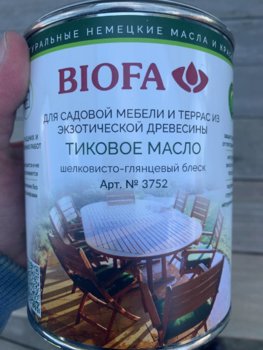 НАТУРАЛЬНЫЕ НЕМЕЦКИЕ МАСЛА И
BIOFA
ДЛЯ САДОВОЙ МЕБЕЛИ И ТЕРРАС ИЗ
ЭКЗОТИЧЕСКОЙ ДРЕВЕСИНЫ
ТИКОВОЕ МАСЛО
шелковисто-глянцевый блеск
Арт. № 3752